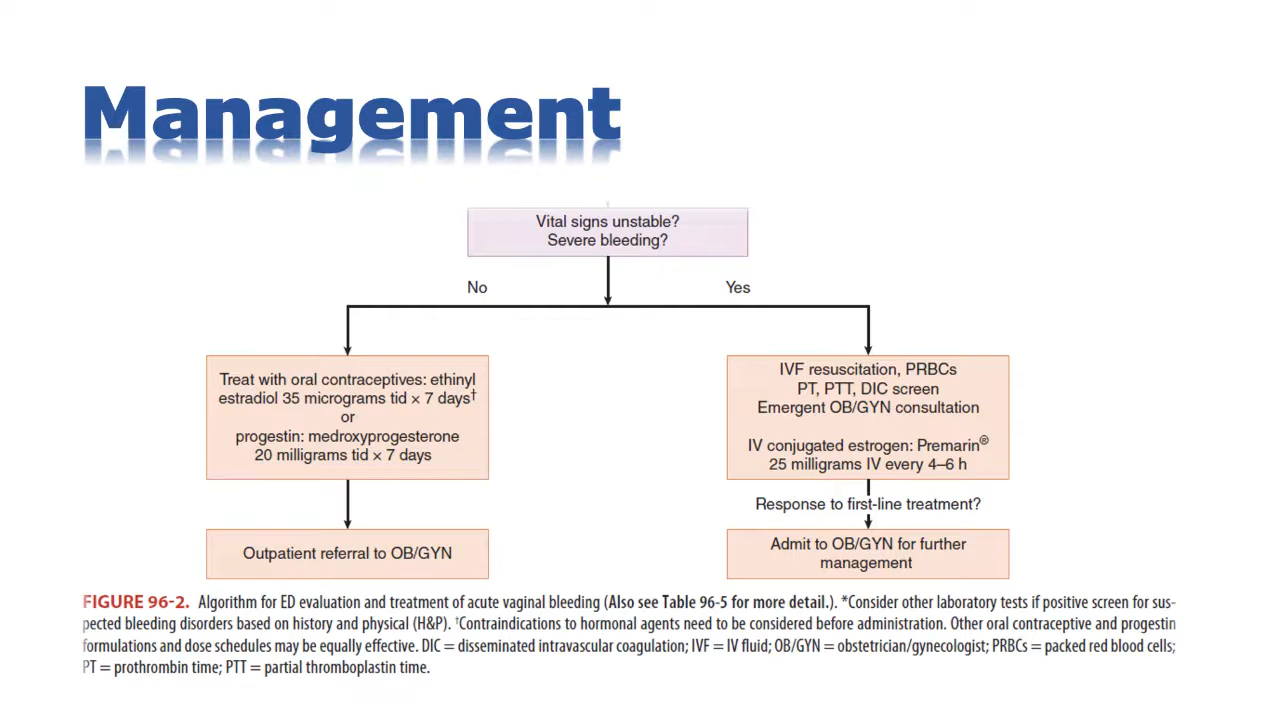 Management
Vital signs unstable?
Severe bleeding?
No
Yes
Treat with oral contraceptives: ethinyl
estradiol 35 micrograms tid × 7 days†
or
progestin: medroxyprogesterone
20 milligrams tid × 7 days
IVF resuscitation, PRBCs
PT, PTT, DIC screen
Emergent OB/GYN consultation
IV conjugated estrogen: Premarin®
25 milligrams IV every 4–6 h
Response to first-line treatment?
Outpatient referral to OB/GYN
Admit to OB/GYN for further
management
FIGURE 96-2. Algorithm for ED evaluation and treatment of acute vaginal bleeding (Also see Table 96-5 for more detail.). *Consider other laboratory tests if positive screen for sus-
pected bleeding disorders based on history and physical (H&P). †Contraindications to hormonal agents need to be considered before administration. Other oral contraceptive and progestin
formulations and dose schedules may be equally effective. DIC = disseminated intravascular coagulation; IVF = IV fluid; OB/GYN = obstetrician/gynecologist; PRBCs = packed red blood cells;
PT = prothrombin time; PTT = partial thromboplastin time.